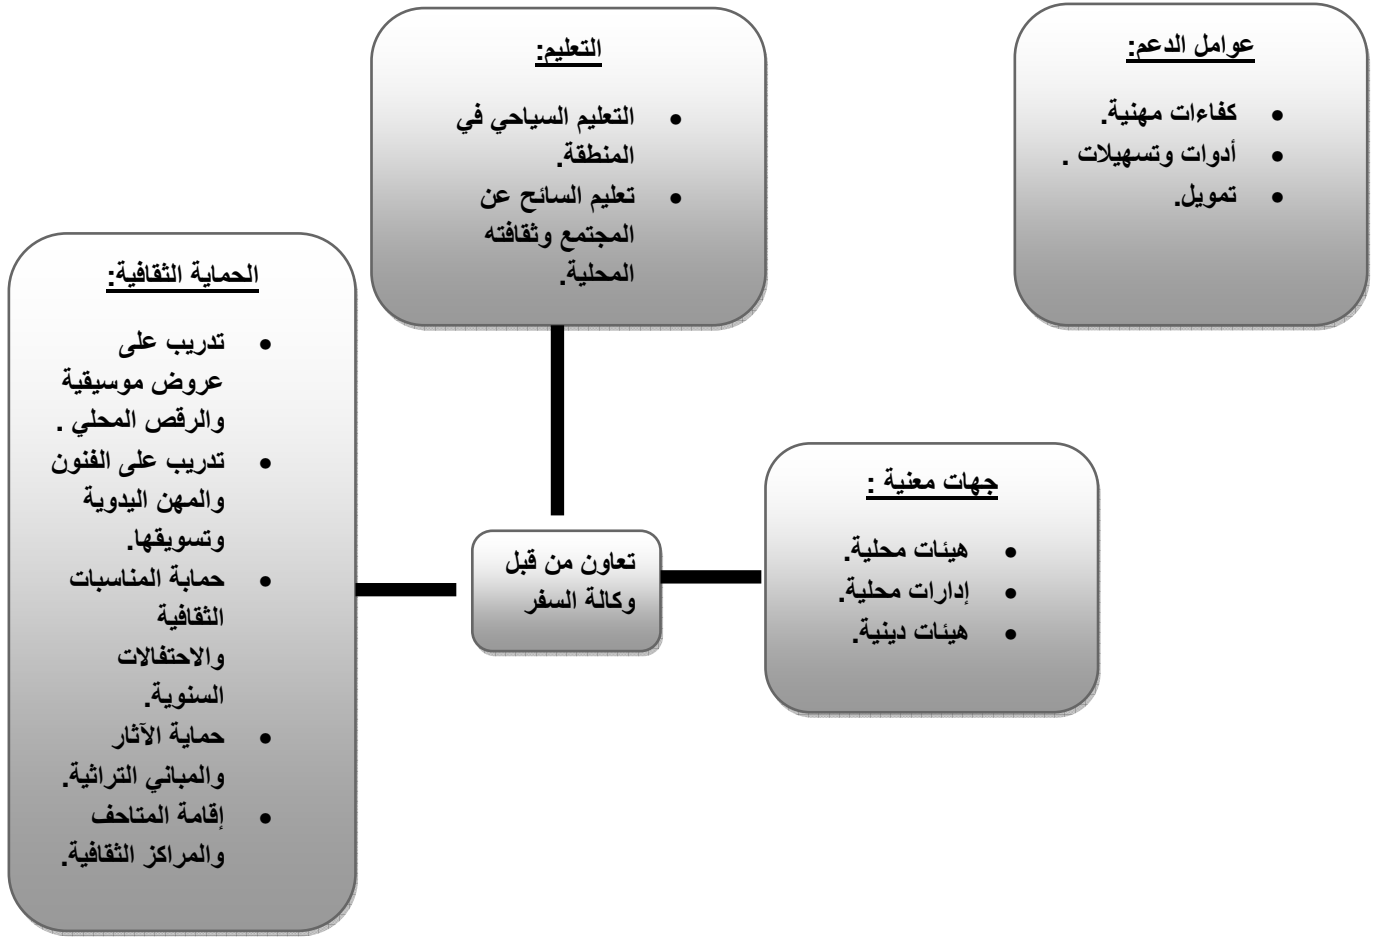 عوامل الدعم:
• كفاءات مهنية.
• أدوات وتسهيلات .
• تمويل.
التعليم:
• التعليم السياحي في
المنطقة.
• تعليم السائح عن
المجتمع وثقافته
المحلية.
الحماية الثقافية:
• تدريب على
عروض موسيقية
والرقص المحلي .
• تدريب على الفنون
والمهن اليدوية
وتسويقها.
• حمابة المناسبات
الثقافية
والاحتفالات
السنوية.
• حماية الآثار
والمباني التراثية.
• إقامة المتاحف
والمراكز الثقافية.
جهات معنية :
• هيئات محلية.
• إدارات محلية.
• هيئات دينية.
تعاون من قبل
وكالة السفر